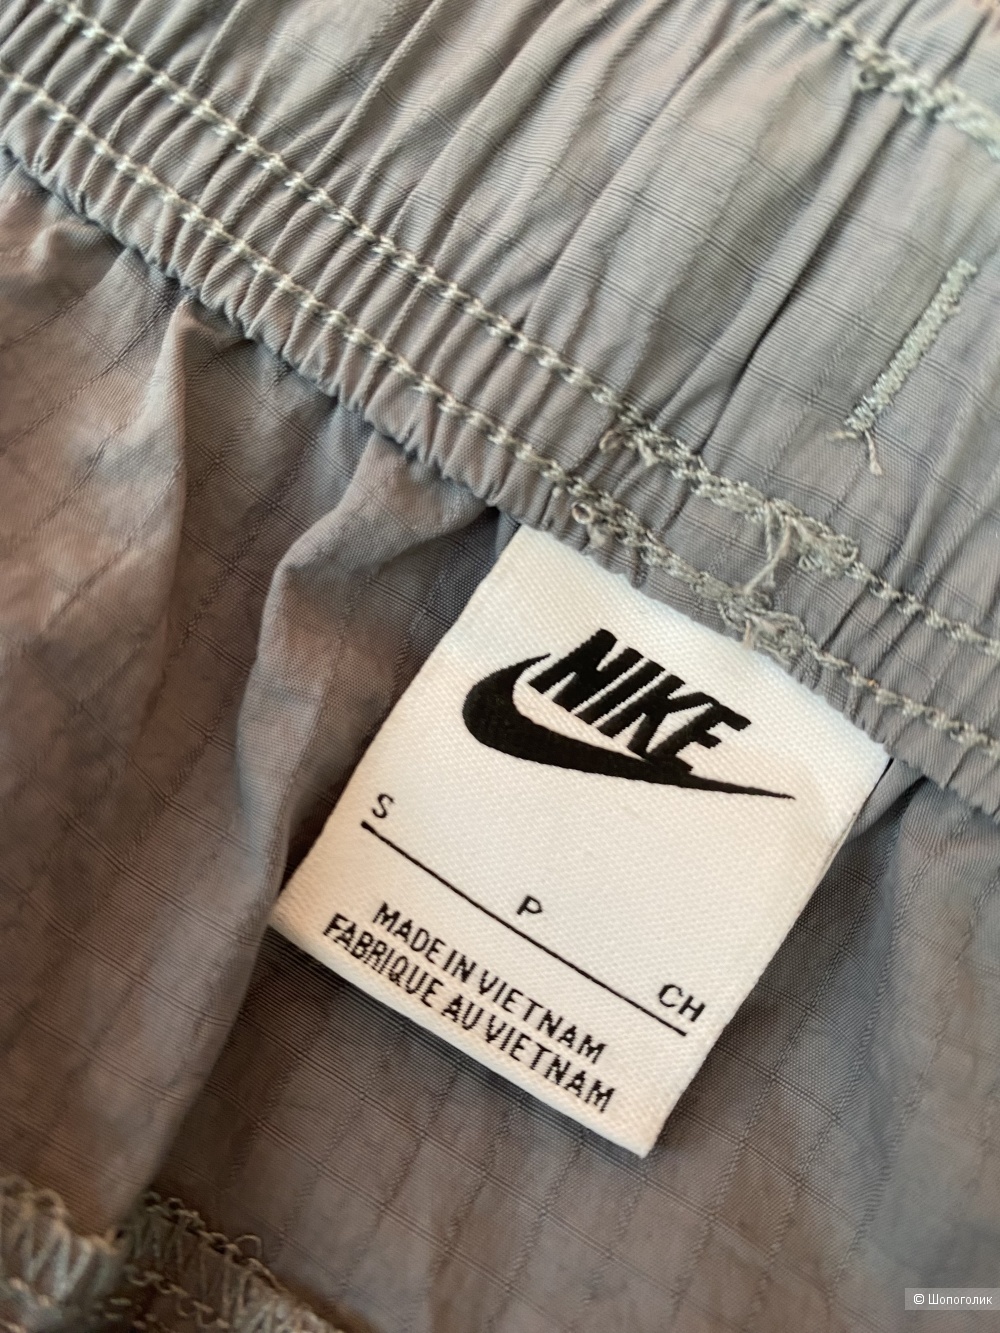 NIKE
S P CH
MADE IN VIETNAM
FABRIQUE AU VIETNAM
© Шопоголик